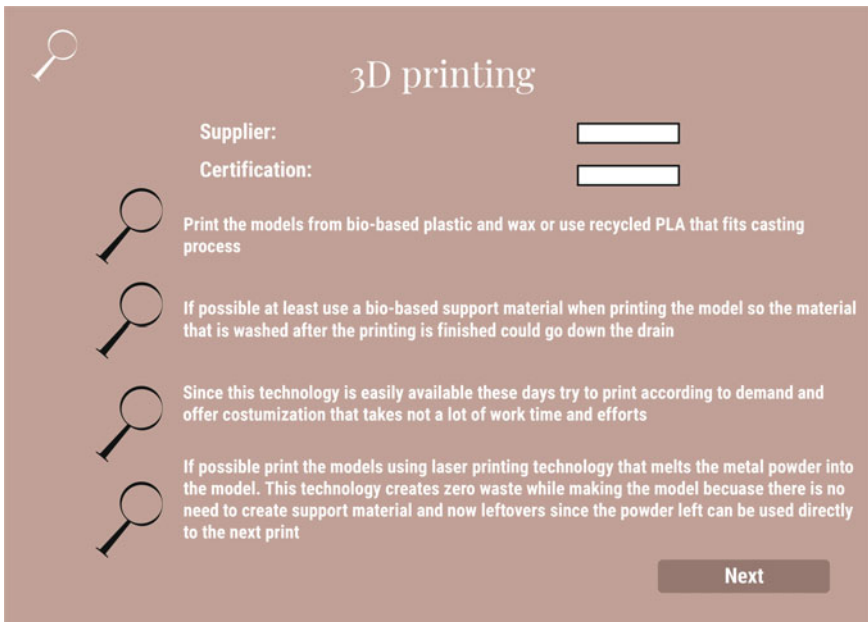 3D printing
Supplier:
Certification:
Print the models from bio-based plastic and wax or use recycled PLA that fits casting
process
If possible at least use a bio-based support material when printing the model so the material
that is washed after the printing is finished could go down the drain
Since this technology is easily available these days try to print according to demand and
offer costumization that takes not a lot of work time and efforts
If possible print the models using laser printing technology that melts the metal powder into
the model. This technology creates zero waste while making the model becuase there is no
need to create support material and now leftovers since the powder left can be used directly
to the next print
Next